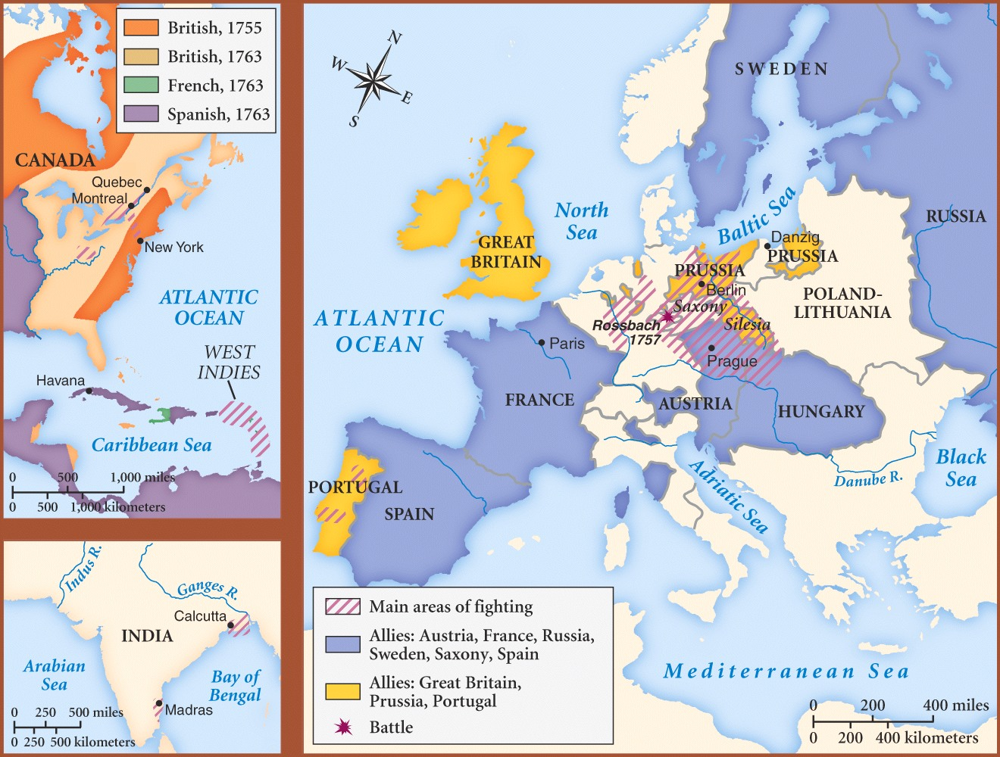 British, 1755
British, 1763
French, 1763
Spanish, 1763
CANADA
Quebec
Montreal
New York
ATLANTIC
OCEAN
WEST
INDIES
Havana
Caribbean Sea
0 500 1,000 miles
0 500 1,000 kilometers
Indus R.
Ganges R.
Calcutta
INDIA
Arabian
Sea
Bay of
Bengal
Madras
0 250 500 miles
0 250 500 kilometers
N
W
E
S
SWEDEN
North
Sea
Baltic Sea
RUSSIA
GREAT
BRITAIN
Danzig
PRUSSIA
PRUSSIA
Berlin
Saxony
POLAND-
LITHUANIA
Silesia
Rossbach
1757
ATLANTIC
OCEAN
Paris
Prague
FRANCE
AUSTRIA
HUNGARY
Black
Sea
Danube R.
Adriatic Sea
PORTUGAL
SPAIN
Main areas of fighting
Allies: Austria, France, Russia,
Sweden, Saxony, Spain
Allies: Great Britain,
Prussia, Portugal
Battle
Mediterranean Sea
0 200 400 miles
0 200 400 kilometers